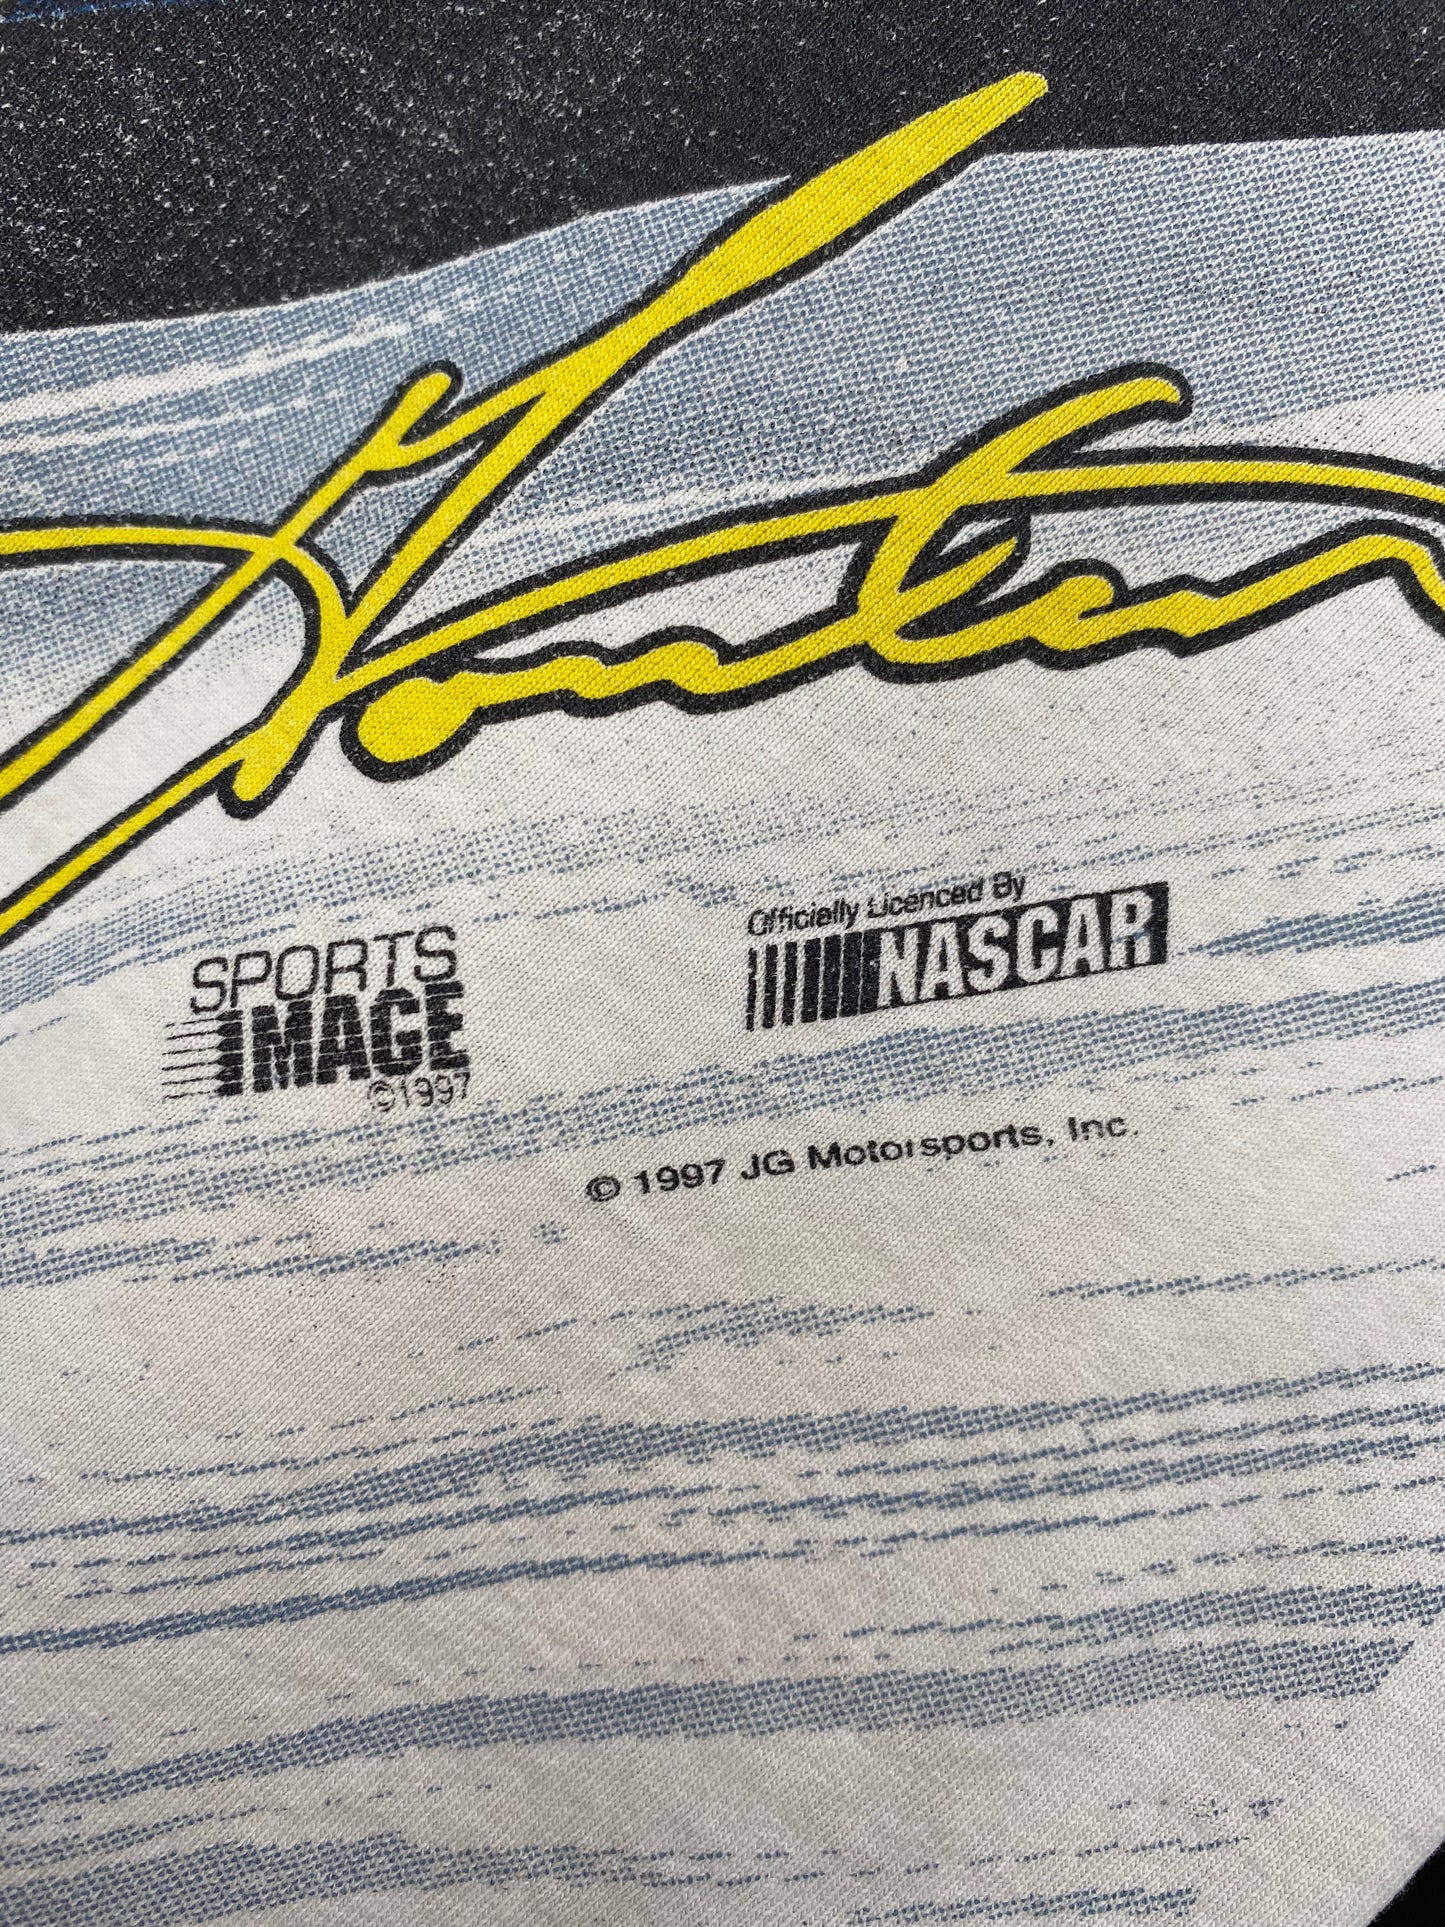 SPORTS
IMAGE
©1997
Officially Licenced By
NASCAR
© 1997 JG Motorsports, Inc.